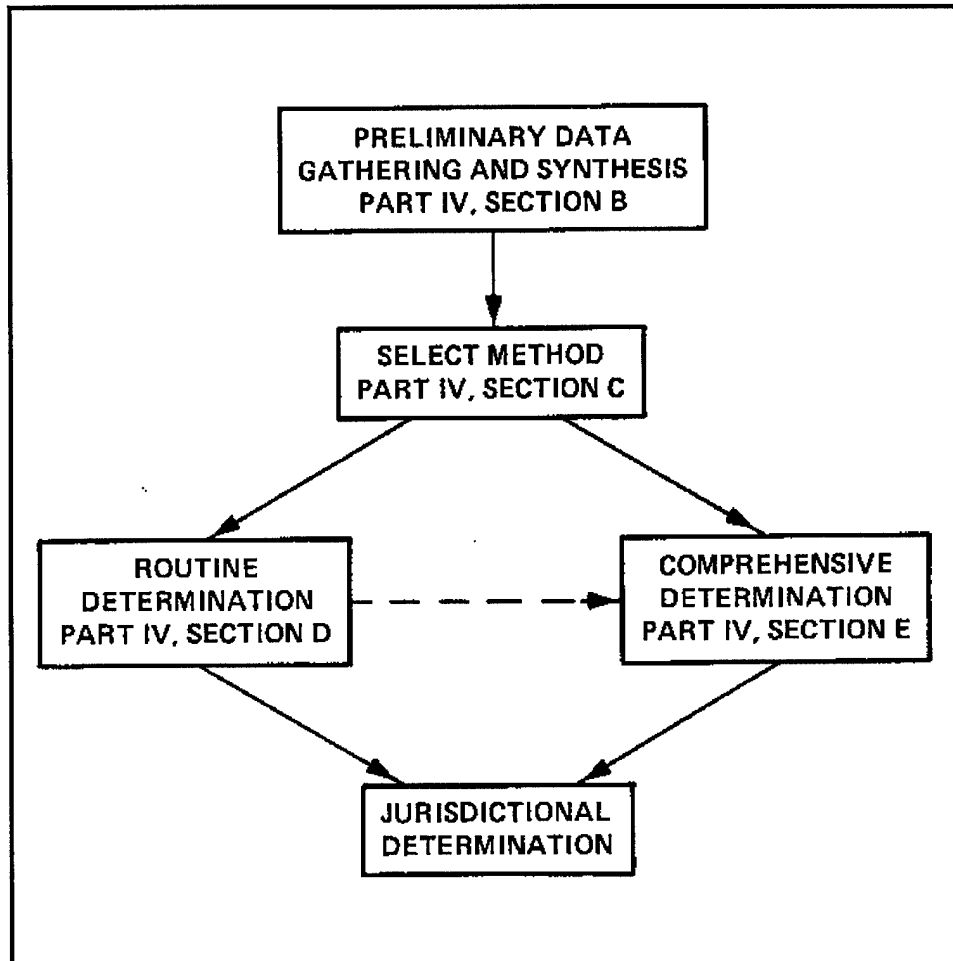 PRELIMINARY DATA
GATHERING AND SYNTHESIS
PART IV, SECTION B
SELECT METHOD
PART IV, SECTION C
ROUTINE
DETERMINATION
PART IV, SECTION D
COMPREHENSIVE
DETERMINATION
PART IV, SECTION E
JURISDICTIONAL
DETERMINATION